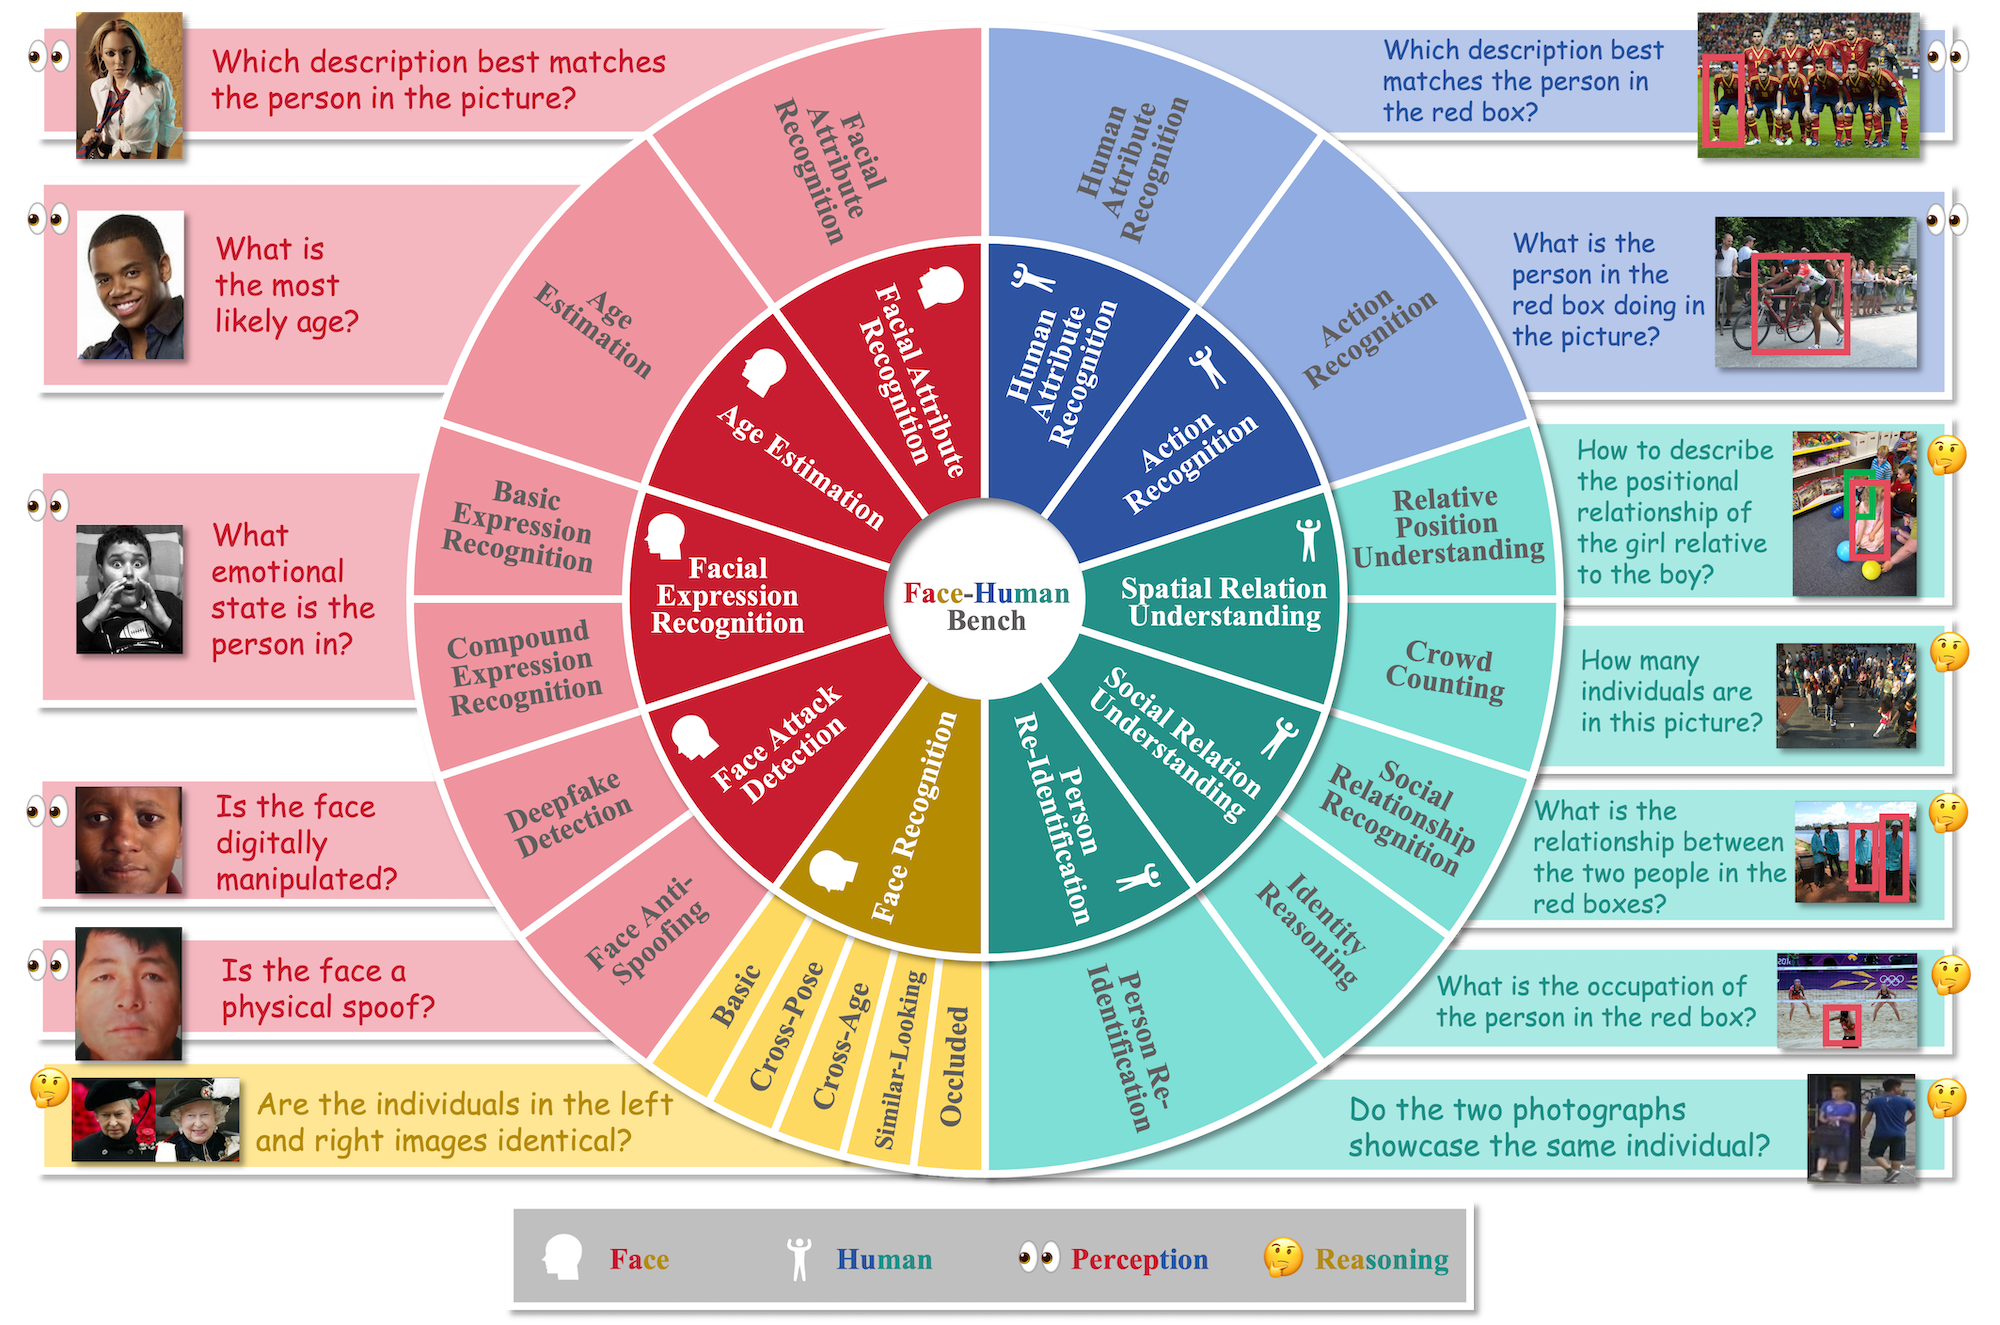 Which description best matches
the person in the picture?
What is
the most
likely age?
What
emotional
state is the
person in?
Is the face
digitally
manipulated?
Is the face a
physical spoof?
Are the individuals in the left
and right images identical?
Facial
Attribute
Recognition
Age
Estimation
Basic
Expression
Recognition
Compound
Expression
Recognition
Deepfake
Detection
Face Anti-
Spoofing
Basic
Cross-Pose
Cross-Age
Similar-Looking
Occluded
Facial Attribute
Recognition
Age Estimation
Facial
Expression
Recognition
Face Attack
Detection
Face Recognition
Face-Human
Bench
Human
Attribute
Recognition
Action
Recognition
Spatial Relation
Understanding
Social Relation
Understanding
Person
Re-Identification
Human
Attribute
Recognition
Action
Recognition
Relative
Position
Understanding
Crowd
Counting
Social
Relationship
Recognition
Identity
Reasoning
Person Re-
Identification
Which description best
matches the person in
the red box?
What is the
person in the
red box doing in
the picture?
How to describe
the positional
relationship of
the girl relative
to the boy?
How many
individuals are
in this picture?
What is the
relationship between
the two people in the
red boxes?
What is the occupation of
the person in the red box?
Do the two photographs
showcase the same individual?
Face
Human
Perception
Reasoning